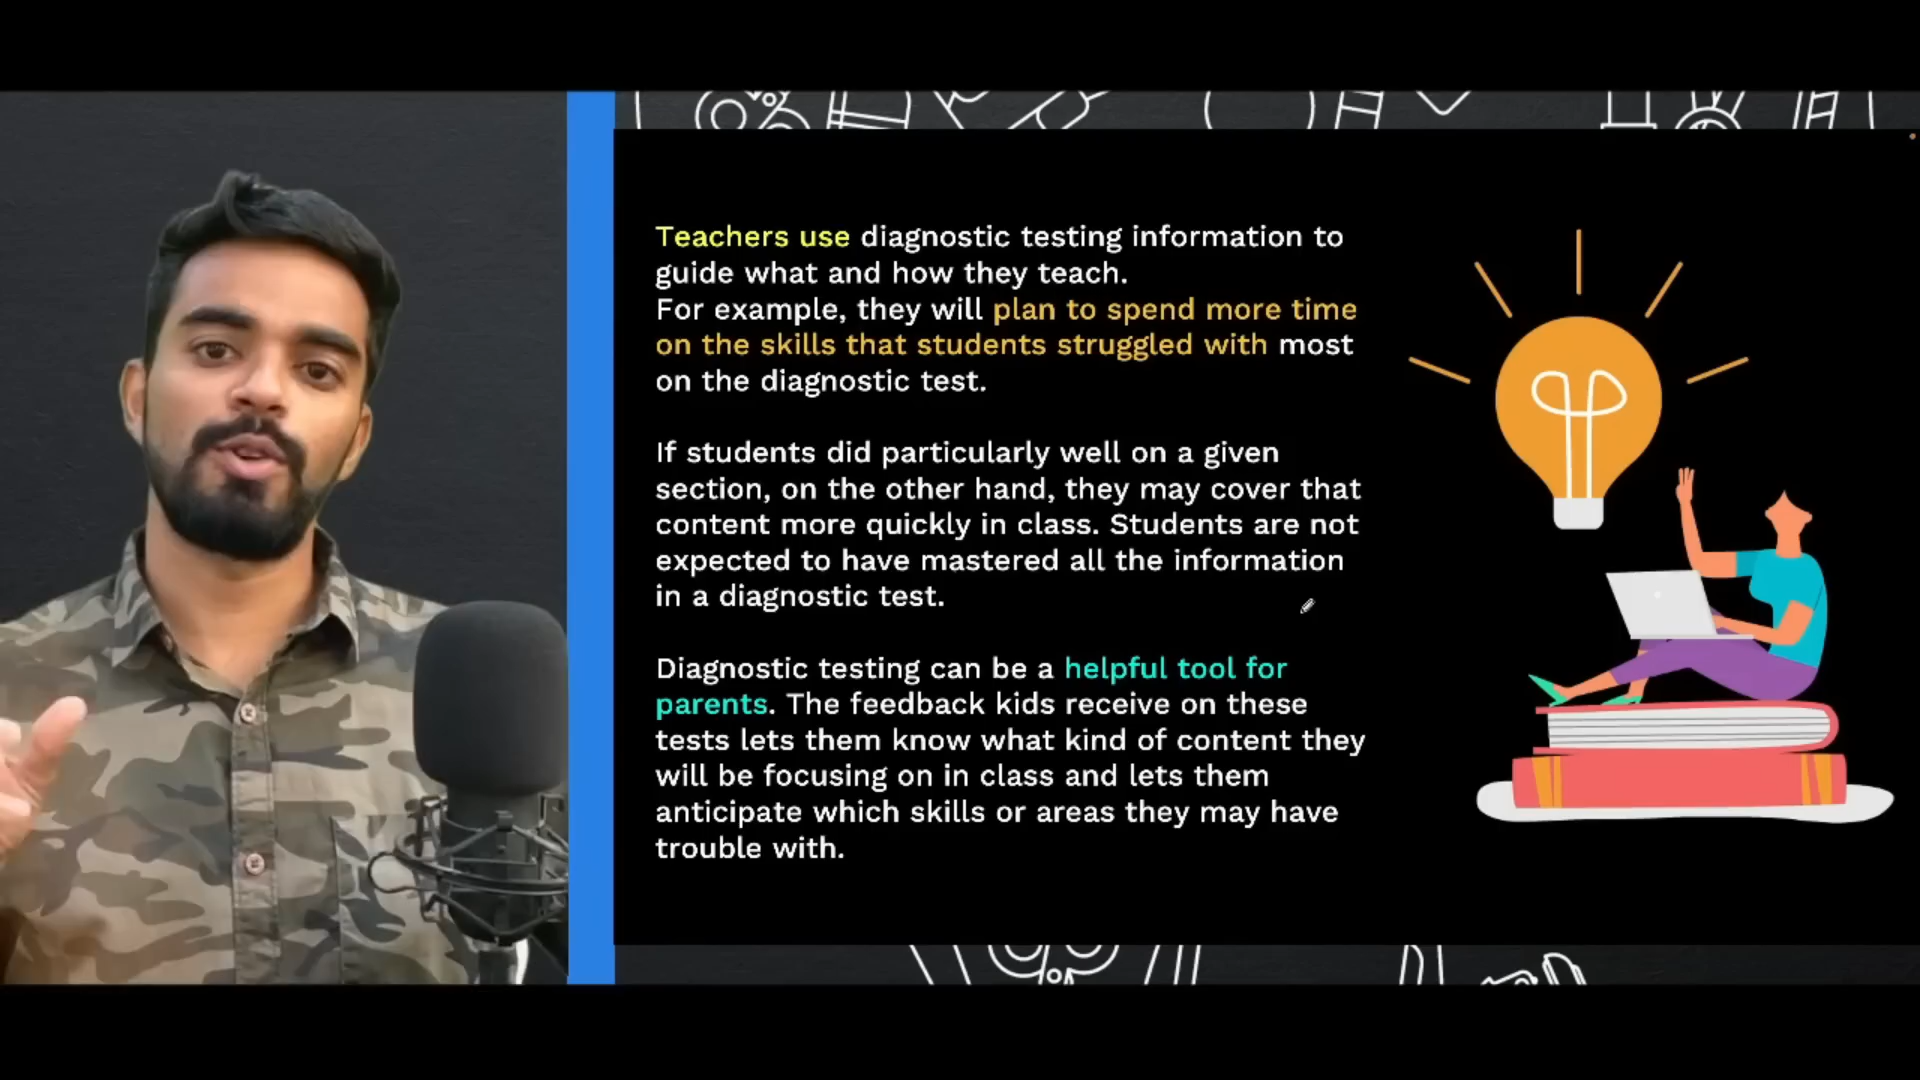 Teachers use diagnostic testing information to
guide what and how they teach.
For example, they will plan to spend more time
on the skills that students struggled with most
on the diagnostic test.
If students did particularly well on a given
section, on the other hand, they may cover that
content more quickly in class. Students are not
expected to have mastered all the information
in a diagnostic test.
Diagnostic testing can be a helpful tool for
parents. The feedback kids receive on these
tests lets them know what kind of content they
will be focusing on in class and lets them
anticipate which skills or areas they may have
trouble with.